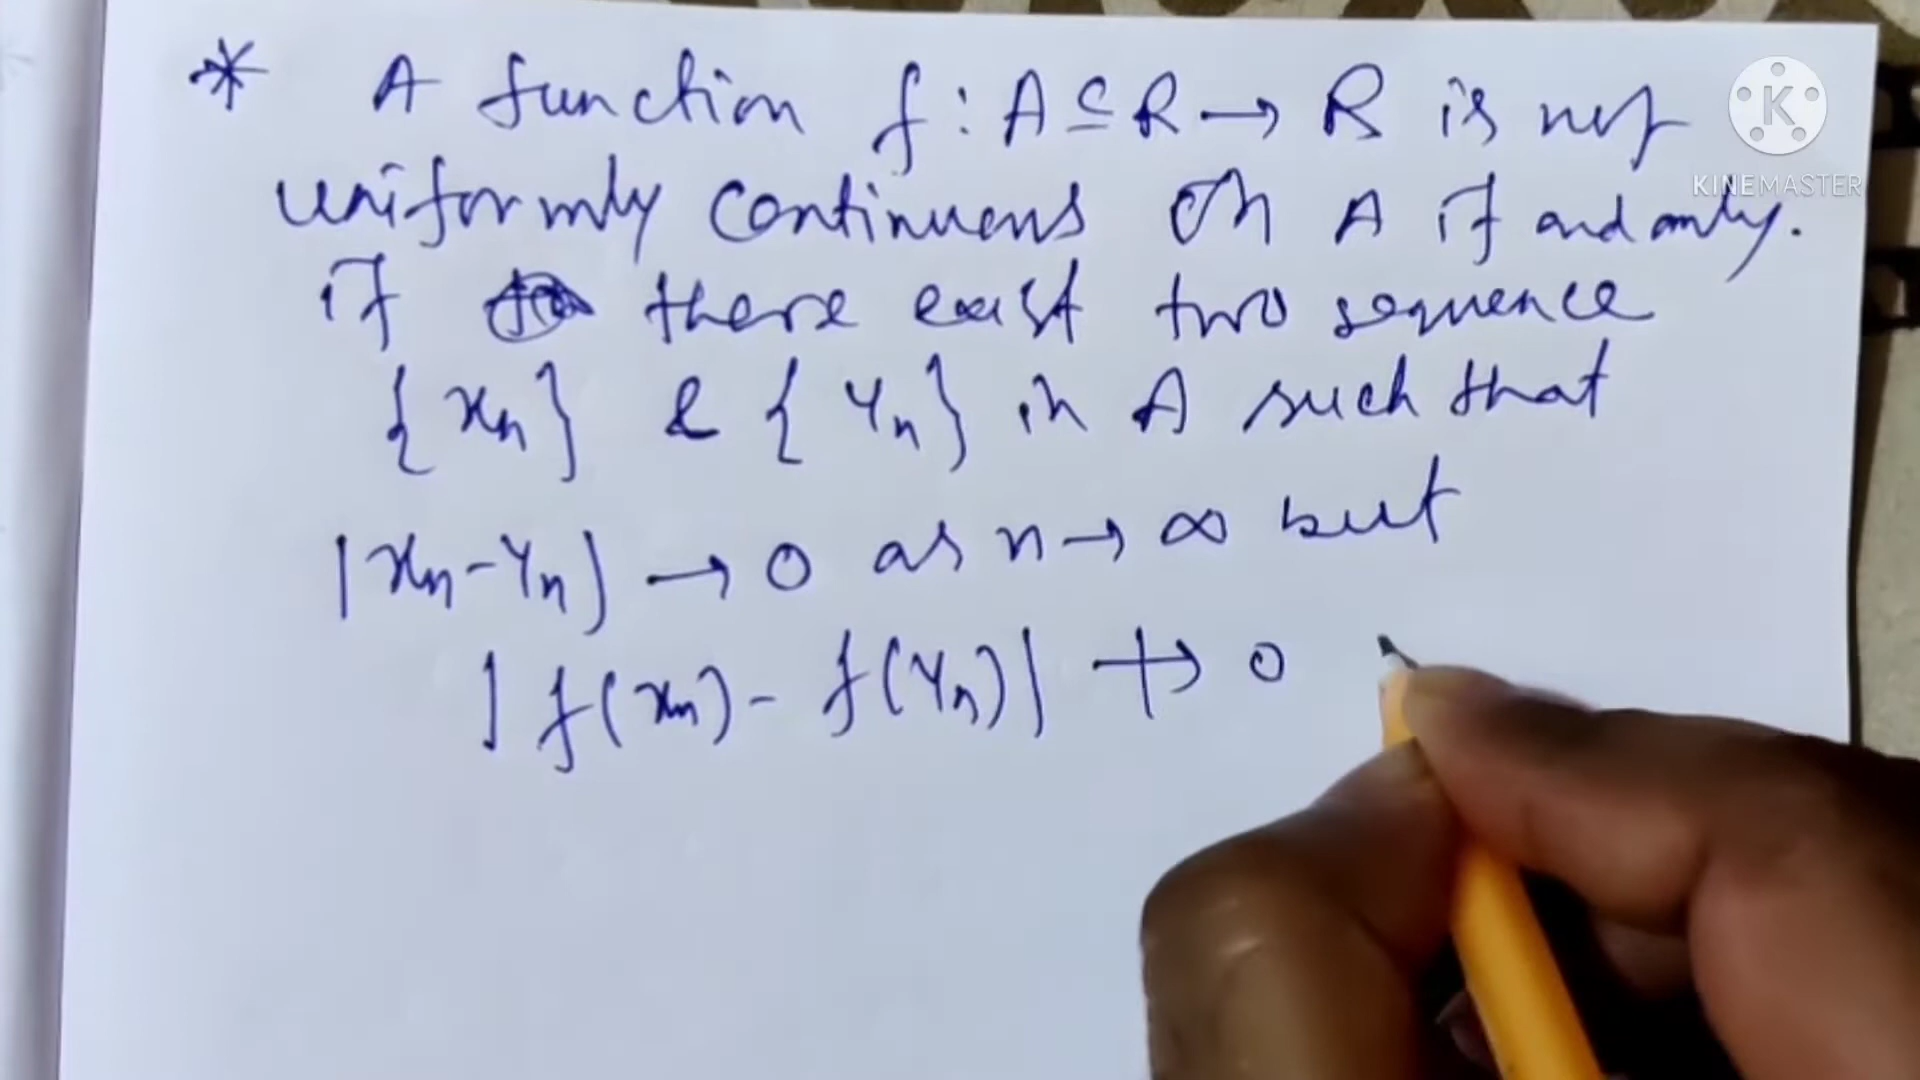 * A function f : A ⊆ R → R is not
uniformly continuous on A if and only.
if there exist two sequence
{xn} & {Yn} in A such that
|xn - Yn| → 0 as n → ∞ but
|f(xn) - f(Yn)| ↛ 0
K
KINEMASTER